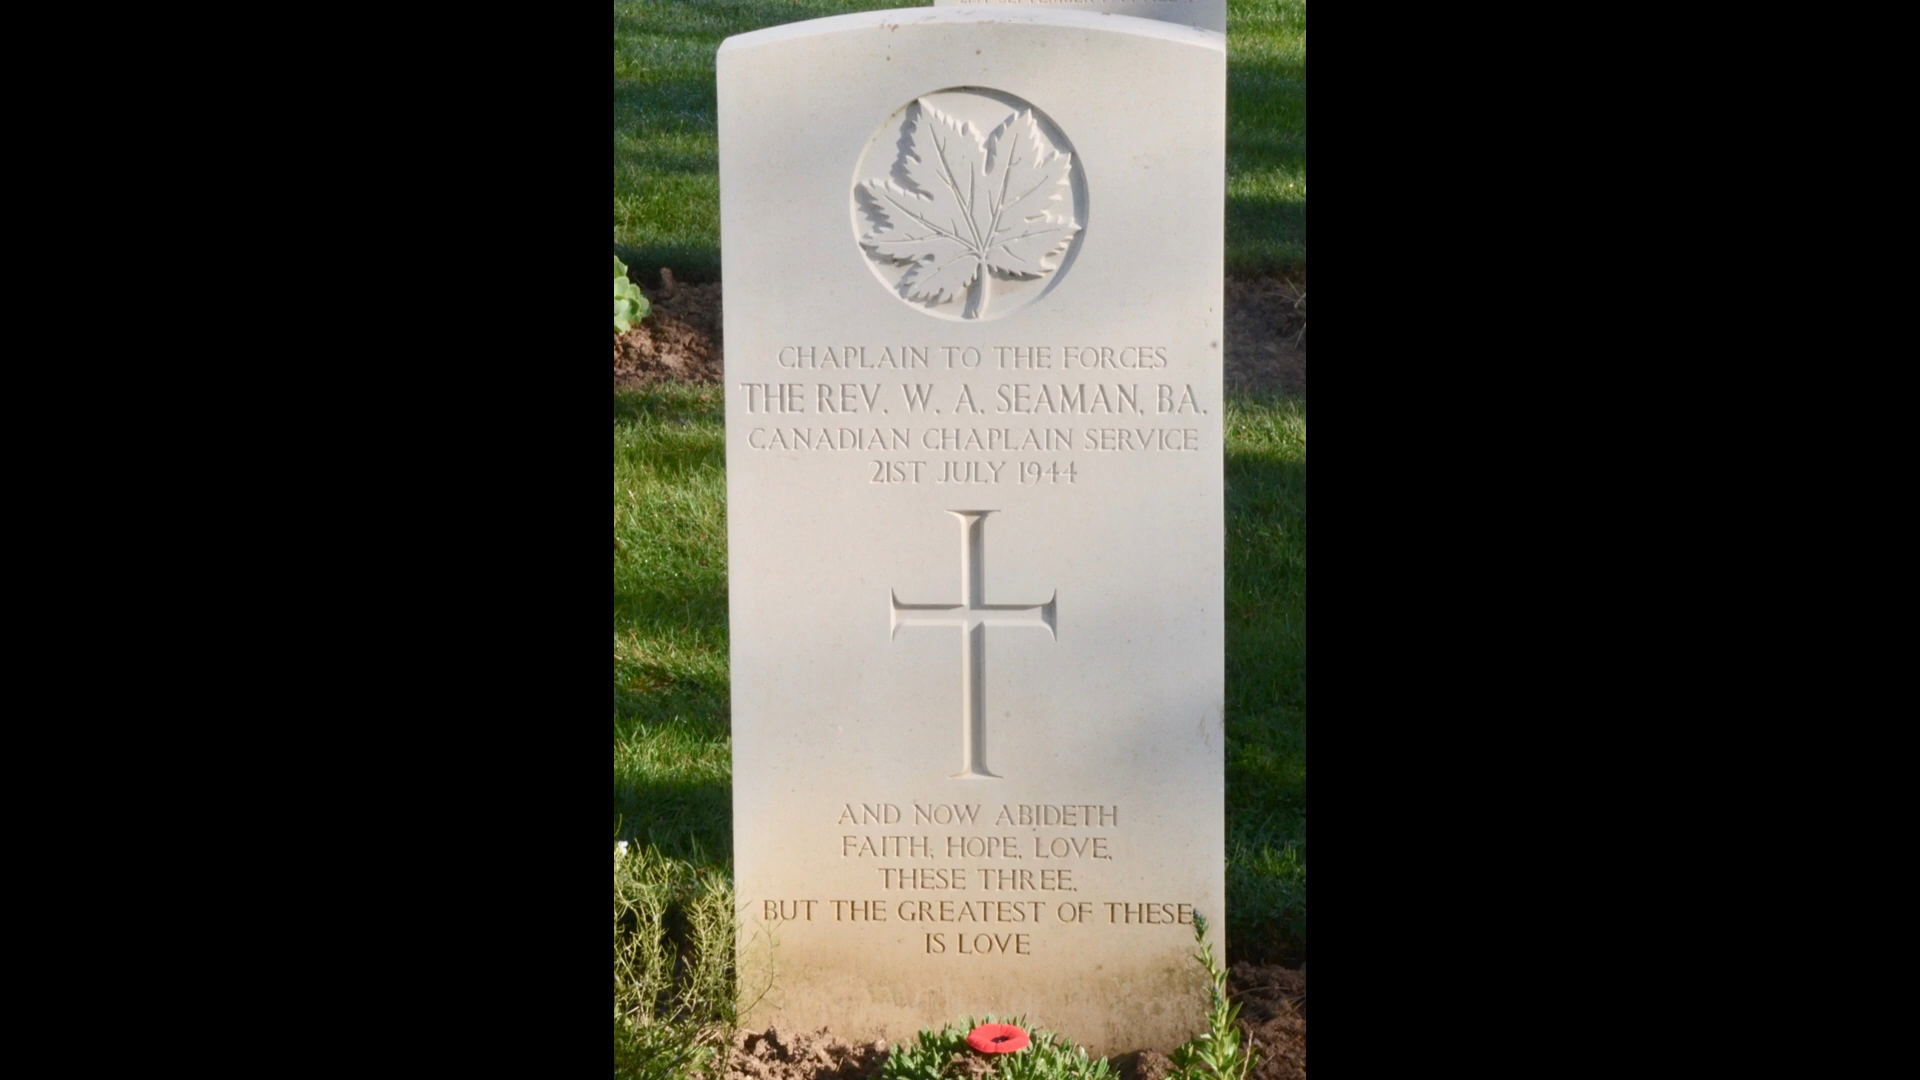 CHAPLAIN TO THE FORCES
THE REV. W. A. SEAMAN, BA.
CANADIAN CHAPLAIN SERVICE
21ST JULY 1944
AND NOW ABIDETH
FAITH, HOPE, LOVE,
THESE THREE,
BUT THE GREATEST OF THESE
IS LOVE